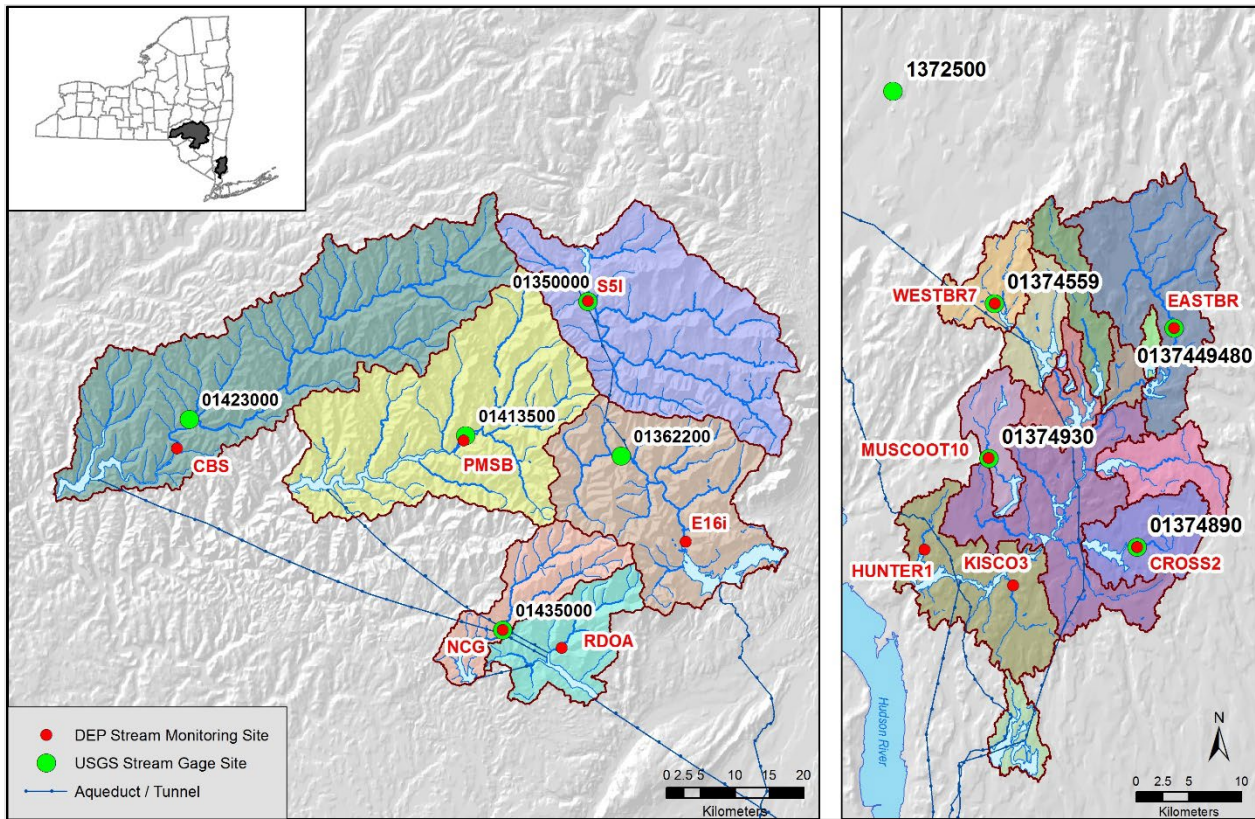 01350000
S5I
01423000
CBS
01413500
PMSB
01362200
E16i
01435000
NCG
RDOA
DEP Stream Monitoring Site
USGS Stream Gage Site
Aqueduct / Tunnel
0 2.5 5 10 15 20
Kilometers
1372500
WESTBR7
01374559
EASTBR
0137449480
MUSCOOT10
01374930
01374890
HUNTER1
KISCO3
CROSS2
Hudson River
N
0 2.5 5 10
Kilometers